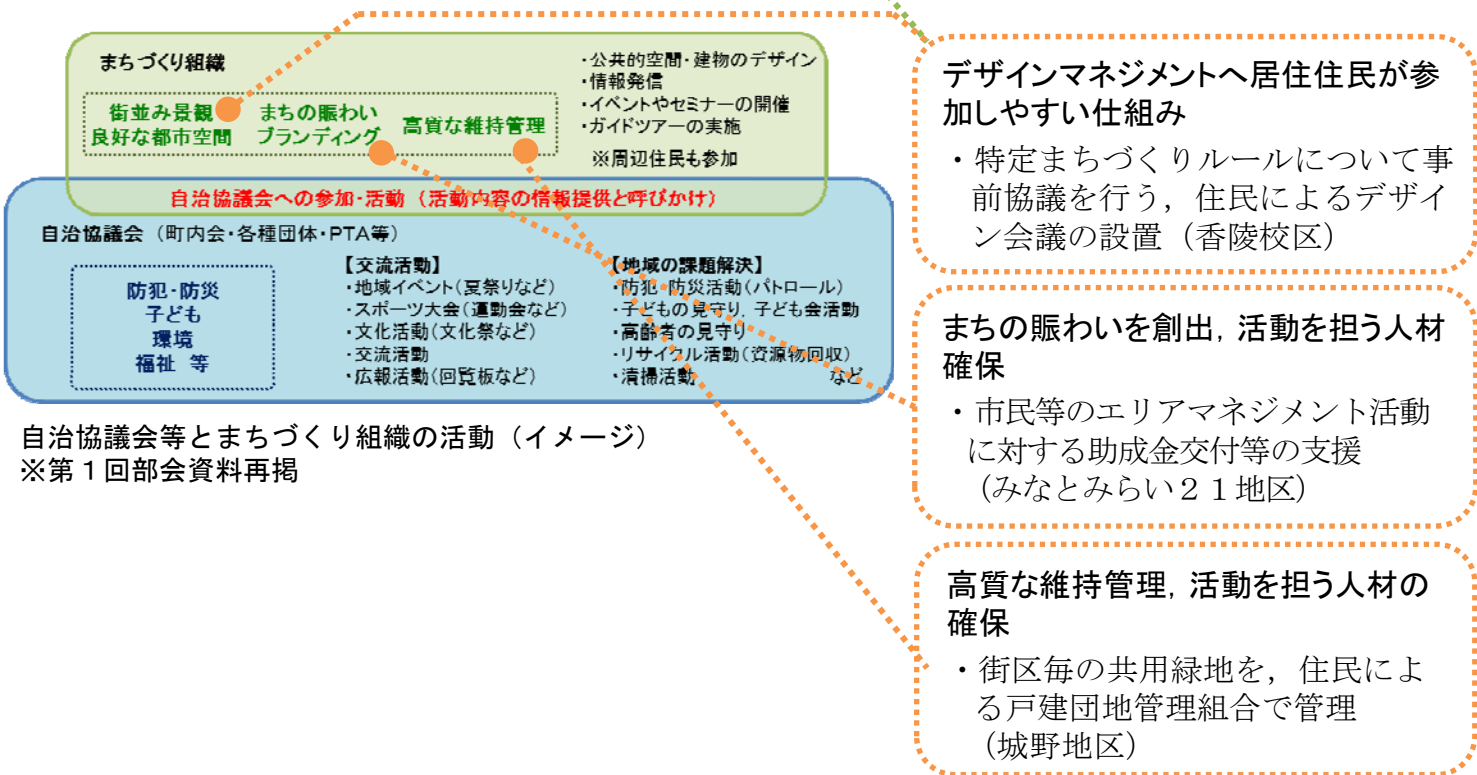 まちづくり組織
街並み景観
良好な都市空間
まちの賑わい
ブランディング
高質な維持管理
・公共的空間・建物のデザイン
・情報発信
・イベントやセミナーの開催
・ガイドツアーの実施
※周辺住民も参加
自治協議会への参加・活動（活動内容の情報提供と呼びかけ）
自治協議会（町内会・各種団体・PTA等）
防犯・防災
子ども
環境
福祉 等
【交流活動】
・地域イベント（夏祭りなど）
・スポーツ大会（運動会など）
・文化活動（文化祭など）
・交流活動
・広報活動（回覧板など）
【地域の課題解決】
・防犯・防災活動（パトロール）
・子どもの見守り，子ども会活動
・高齢者の見守り
・リサイクル活動（資源物回収）
・清掃活動 など
自治協議会等とまちづくり組織の活動（イメージ）
※第１回部会資料再掲
デザインマネジメントへ居住住民が参
加しやすい仕組み
・特定まちづくりルールについて事
前協議を行う，住民によるデザイ
ン会議の設置（香陵校区）
まちの賑わいを創出，活動を担う人材
確保
・市民等のエリアマネジメント活動
に対する助成金交付等の支援
（みなとみらい２１地区）
高質な維持管理，活動を担う人材の
確保
・街区毎の共用緑地を，住民によ
る戸建団地管理組合で管理
（城野地区）